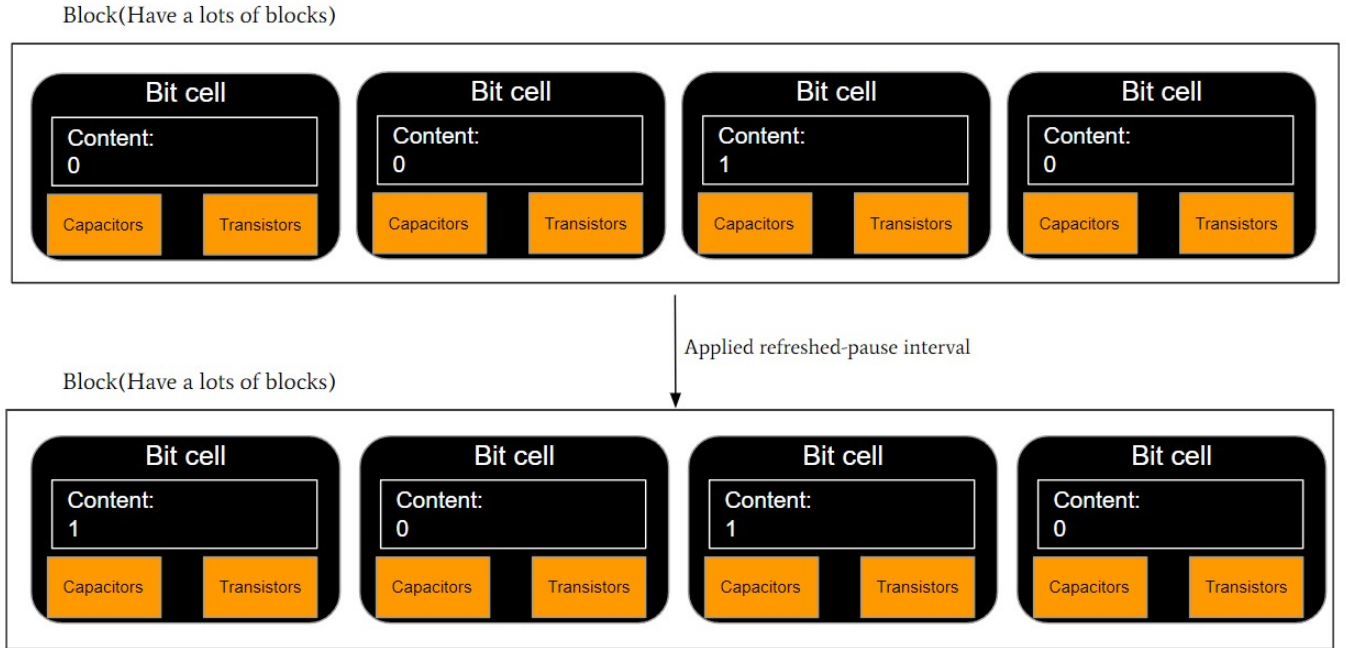 Block(Have a lots of blocks)
Bit cell
Content:
0
Capacitors
Transistors
Bit cell
Content:
0
Capacitors
Transistors
Bit cell
Content:
1
Capacitors
Transistors
Bit cell
Content:
0
Capacitors
Transistors
Applied refreshed-pause interval
Block(Have a lots of blocks)
Bit cell
Content:
1
Capacitors
Transistors
Bit cell
Content:
0
Capacitors
Transistors
Bit cell
Content:
1
Capacitors
Transistors
Bit cell
Content:
0
Capacitors
Transistors